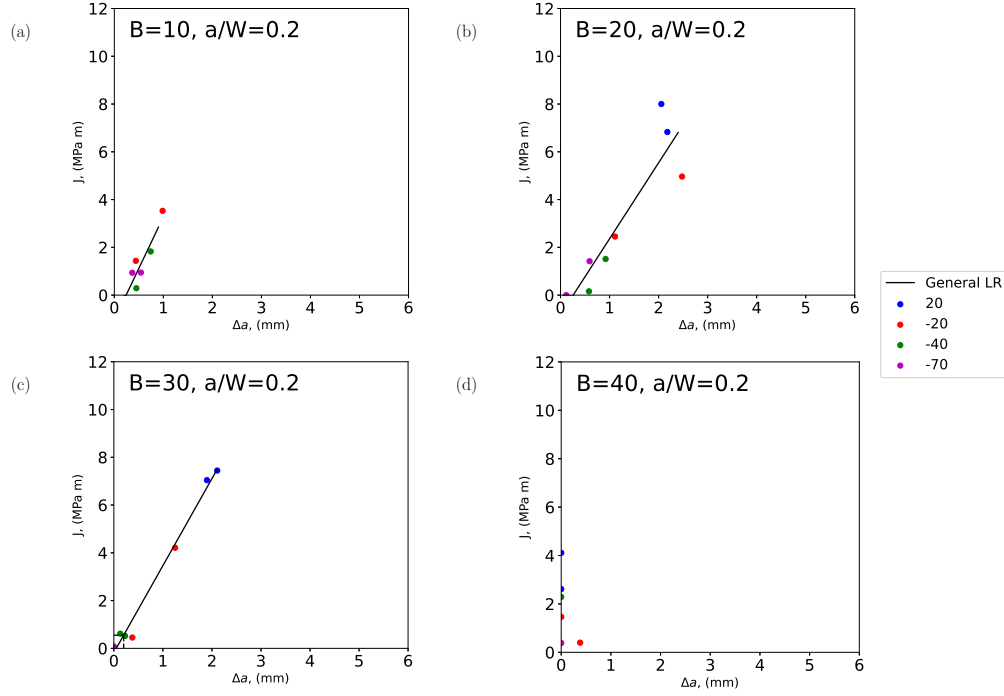 (a)
B=10, a/W=0.2
12
10
8
6
4
2
0
J, (MPa m)
0 1 2 3 4 5 6
Δa, (mm)
(b)
B=20, a/W=0.2
12
10
8
6
4
2
0
J, (MPa m)
0 1 2 3 4 5 6
Δa, (mm)
General LR
20
-20
-40
-70
(c)
B=30, a/W=0.2
12
10
8
6
4
2
0
J, (MPa m)
0 1 2 3 4 5 6
Δa, (mm)
(d)
B=40, a/W=0.2
12
10
8
6
4
2
0
J, (MPa m)
0 1 2 3 4 5 6
Δa, (mm)